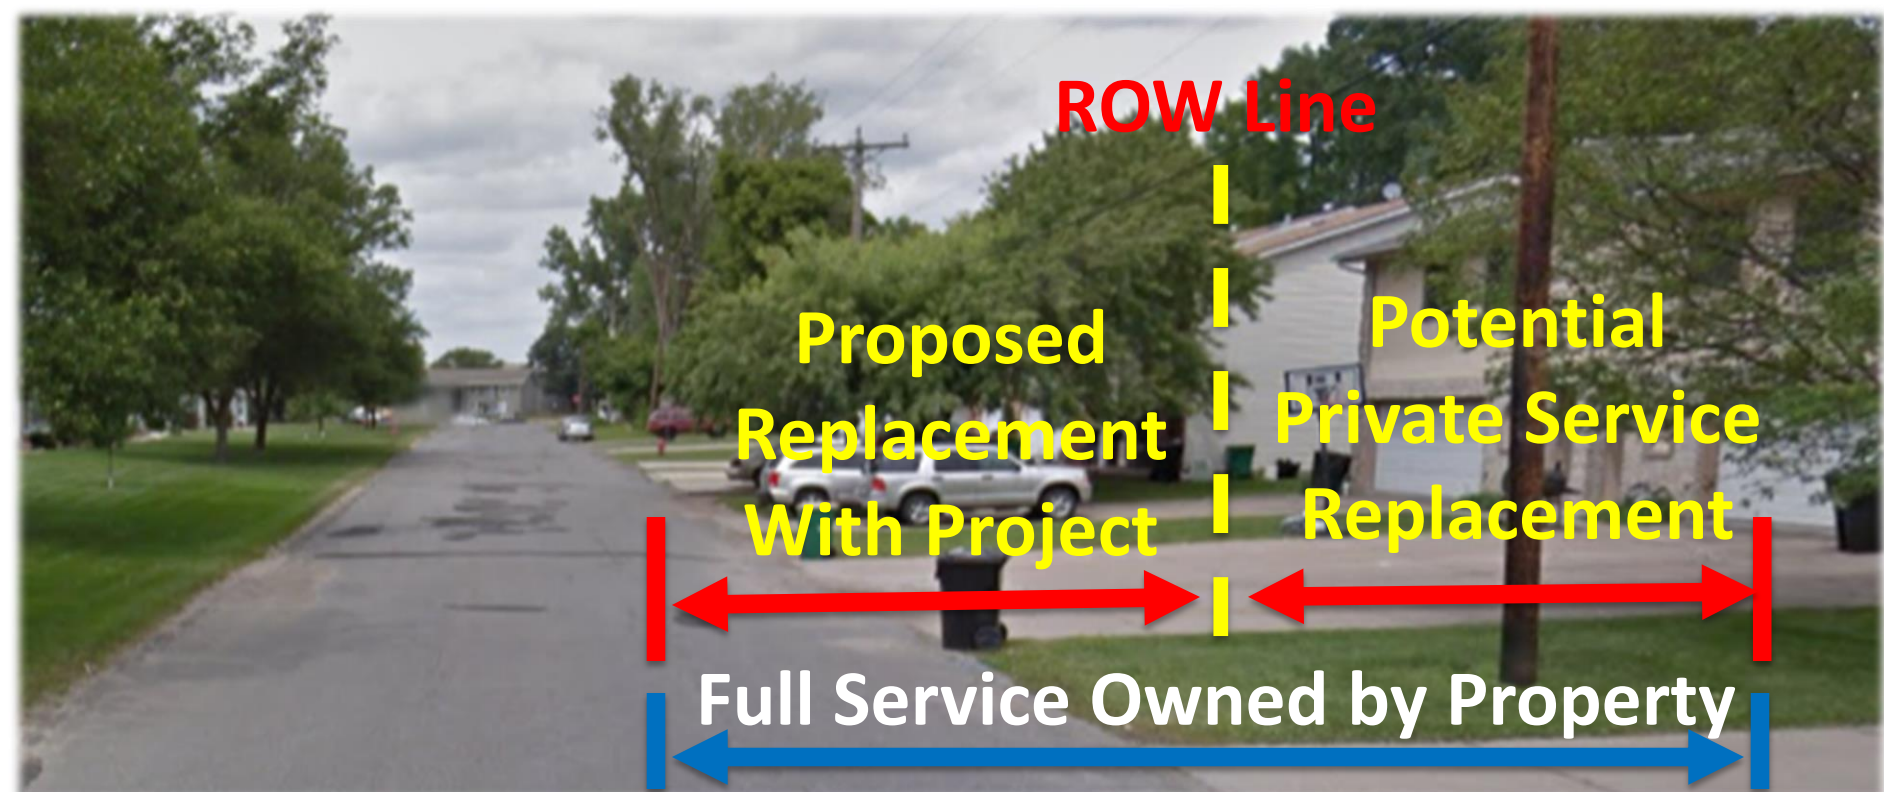 ROW Line
Proposed
Replacement
With Project
Potential
Private Service
Replacement
Full Service Owned by Property